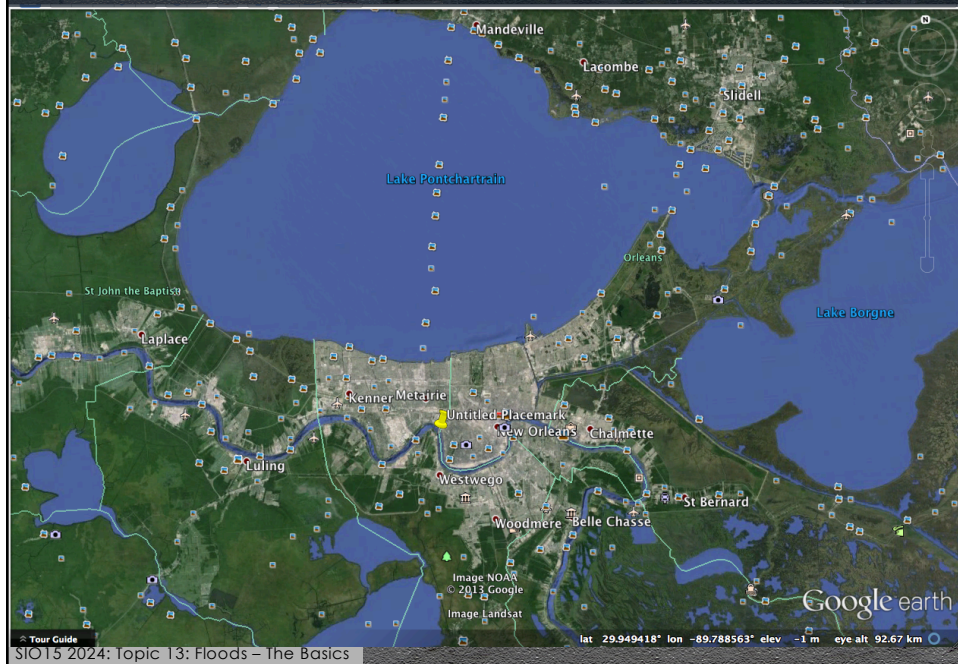 N
Mandeville
Lacombe
Slidell
Lake Pontchartrain
Orleans
St John the Baptist
Lake Borgne
Laplace
Kenner
Metairie
Untitled Placemark
New Orleans
Chalmette
Luling
Westwego
St Bernard
Woodmere
Belle Chasse
Image NOAA
© 2013 Google
Image Landsat
Google earth
Tour Guide
lat 29.949418° lon -89.788563° elev -1 m eye alt 92.67 km
SIO15 2024: Topic 13: Floods – The Basics